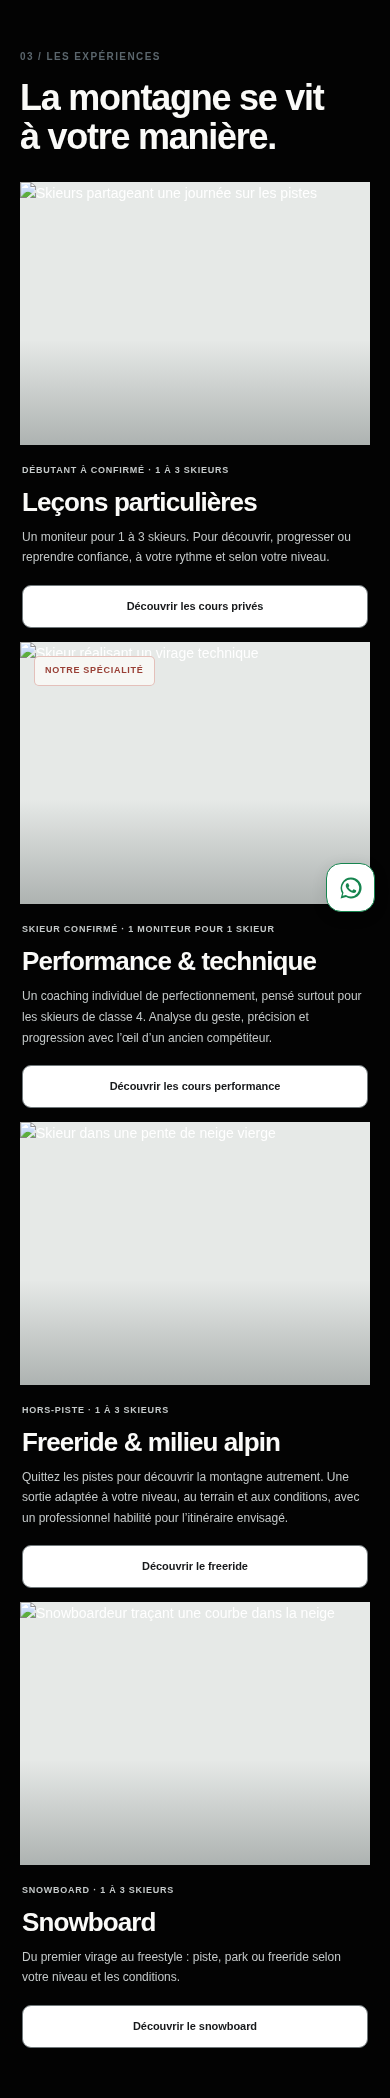 03 / LES EXPÉRIENCES
La montagne se vit
à votre manière.
Skieurs partageant une journée sur les pistes
DÉBUTANT À CONFIRMÉ · 1 À 3 SKIEURS
Leçons particulières
Un moniteur pour 1 à 3 skieurs. Pour découvrir, progresser ou
reprendre confiance, à votre rythme et selon votre niveau.
Découvrir les cours privés
Skieur réalisant un virage technique
NOTRE SPÉCIALITÉ
SKIEUR CONFIRMÉ · 1 MONITEUR POUR 1 SKIEUR
Performance & technique
Un coaching individuel de perfectionnement, pensé surtout pour
les skieurs de classe 4. Analyse du geste, précision et
progression avec l’œil d’un ancien compétiteur.
Découvrir les cours performance
Skieur dans une pente de neige vierge
HORS-PISTE · 1 À 3 SKIEURS
Freeride & milieu alpin
Quittez les pistes pour découvrir la montagne autrement. Une
sortie adaptée à votre niveau, au terrain et aux conditions, avec
un professionnel habilité pour l’itinéraire envisagé.
Découvrir le freeride
Snowboardeur traçant une courbe dans la neige
SNOWBOARD · 1 À 3 SKIEURS
Snowboard
Du premier virage au freestyle : piste, park ou freeride selon
votre niveau et les conditions.
Découvrir le snowboard